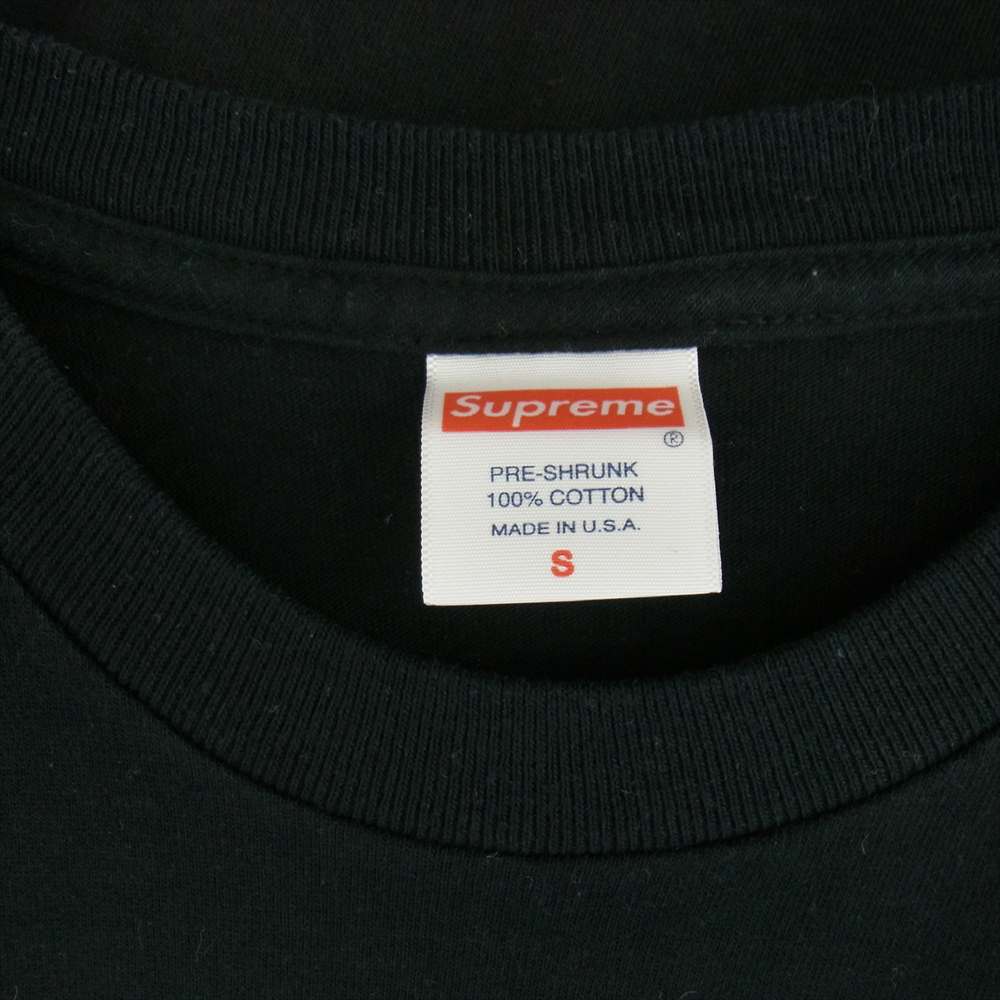 Supreme
®
PRE-SHRUNK
100% COTTON
MADE IN U.S.A.
S